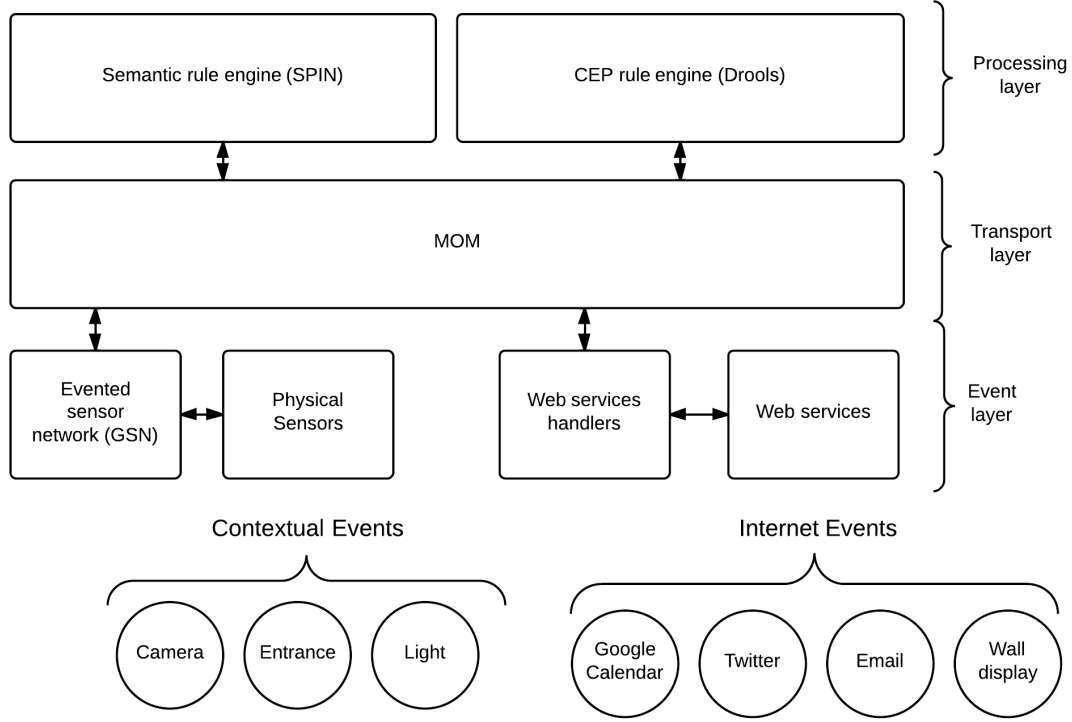 Semantic rule engine (SPIN)
CEP rule engine (Drools)
Processing
layer
MOM
Transport
layer
Evented
sensor
network (GSN)
Physical
Sensors
Web services
handlers
Web services
Event
layer
Contextual Events
Internet Events
Camera
Entrance
Light
Google
Calendar
Twitter
Email
Wall
display